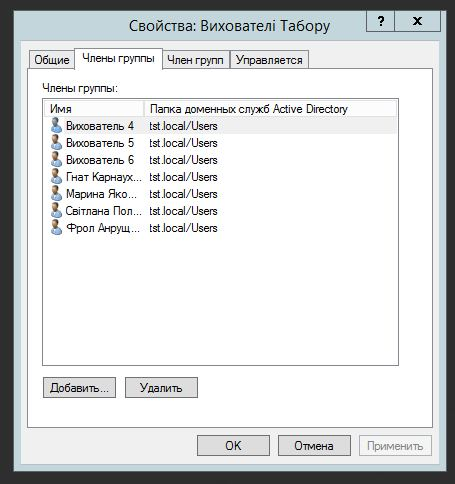 Свойства: Вихователі Табору
? x
Общие Члены группы Член групп Управляется
Члены группы:
Имя Папка доменных служб Active Directory
Вихователь 4 tst.local/Users
Вихователь 5 tst.local/Users
Вихователь 6 tst.local/Users
Гнат Карнаух... tst.local/Users
Марина Яко... tst.local/Users
Світлана Пол... tst.local/Users
Фрол Анрущ... tst.local/Users
Добавить... Удалить
OK Отмена Применить